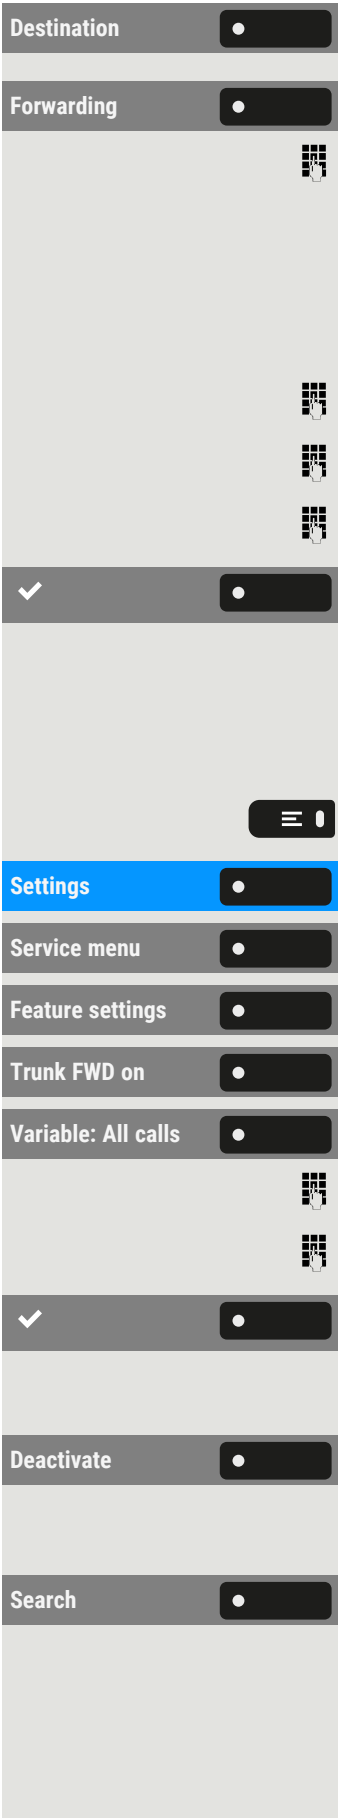 Destination
Forwarding
Settings
Service menu
Feature settings
Trunk FWD on
Variable: All calls
Deactivate
Search